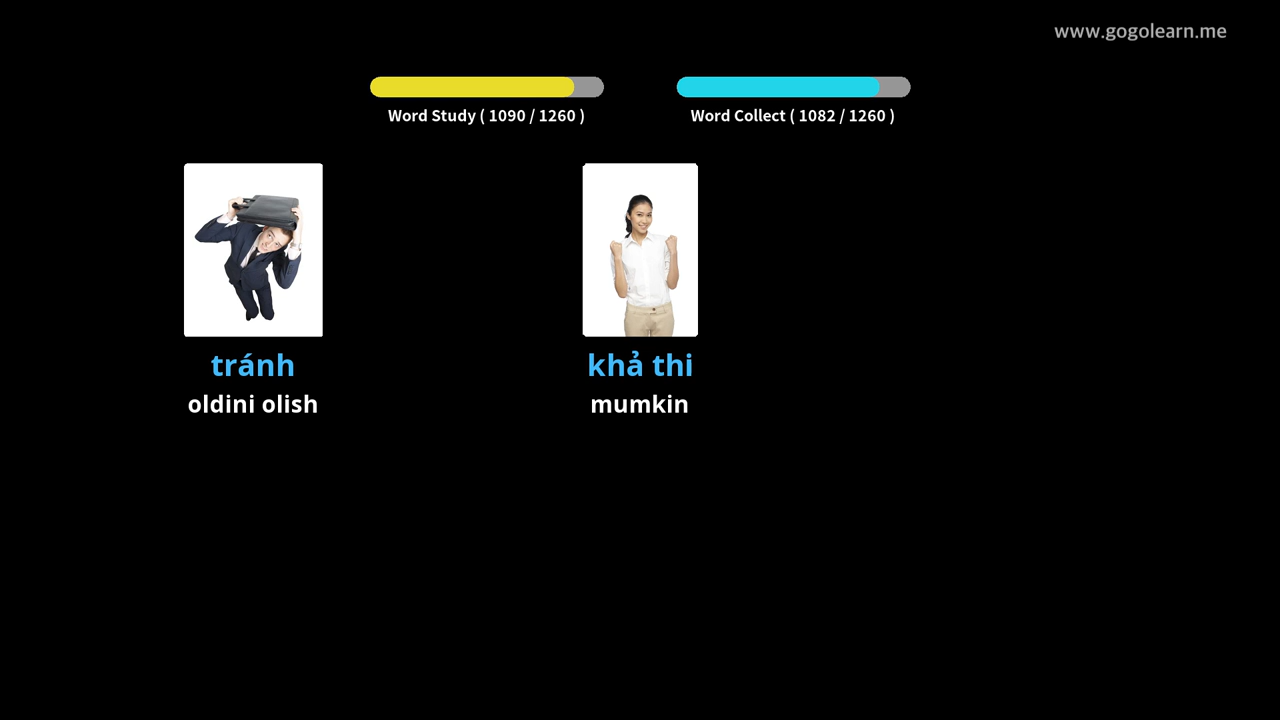 www.gogolearn.me
Word Study ( 1090 / 1260 )
Word Collect ( 1082 / 1260 )
tránh
oldini olish
khả thi
mumkin